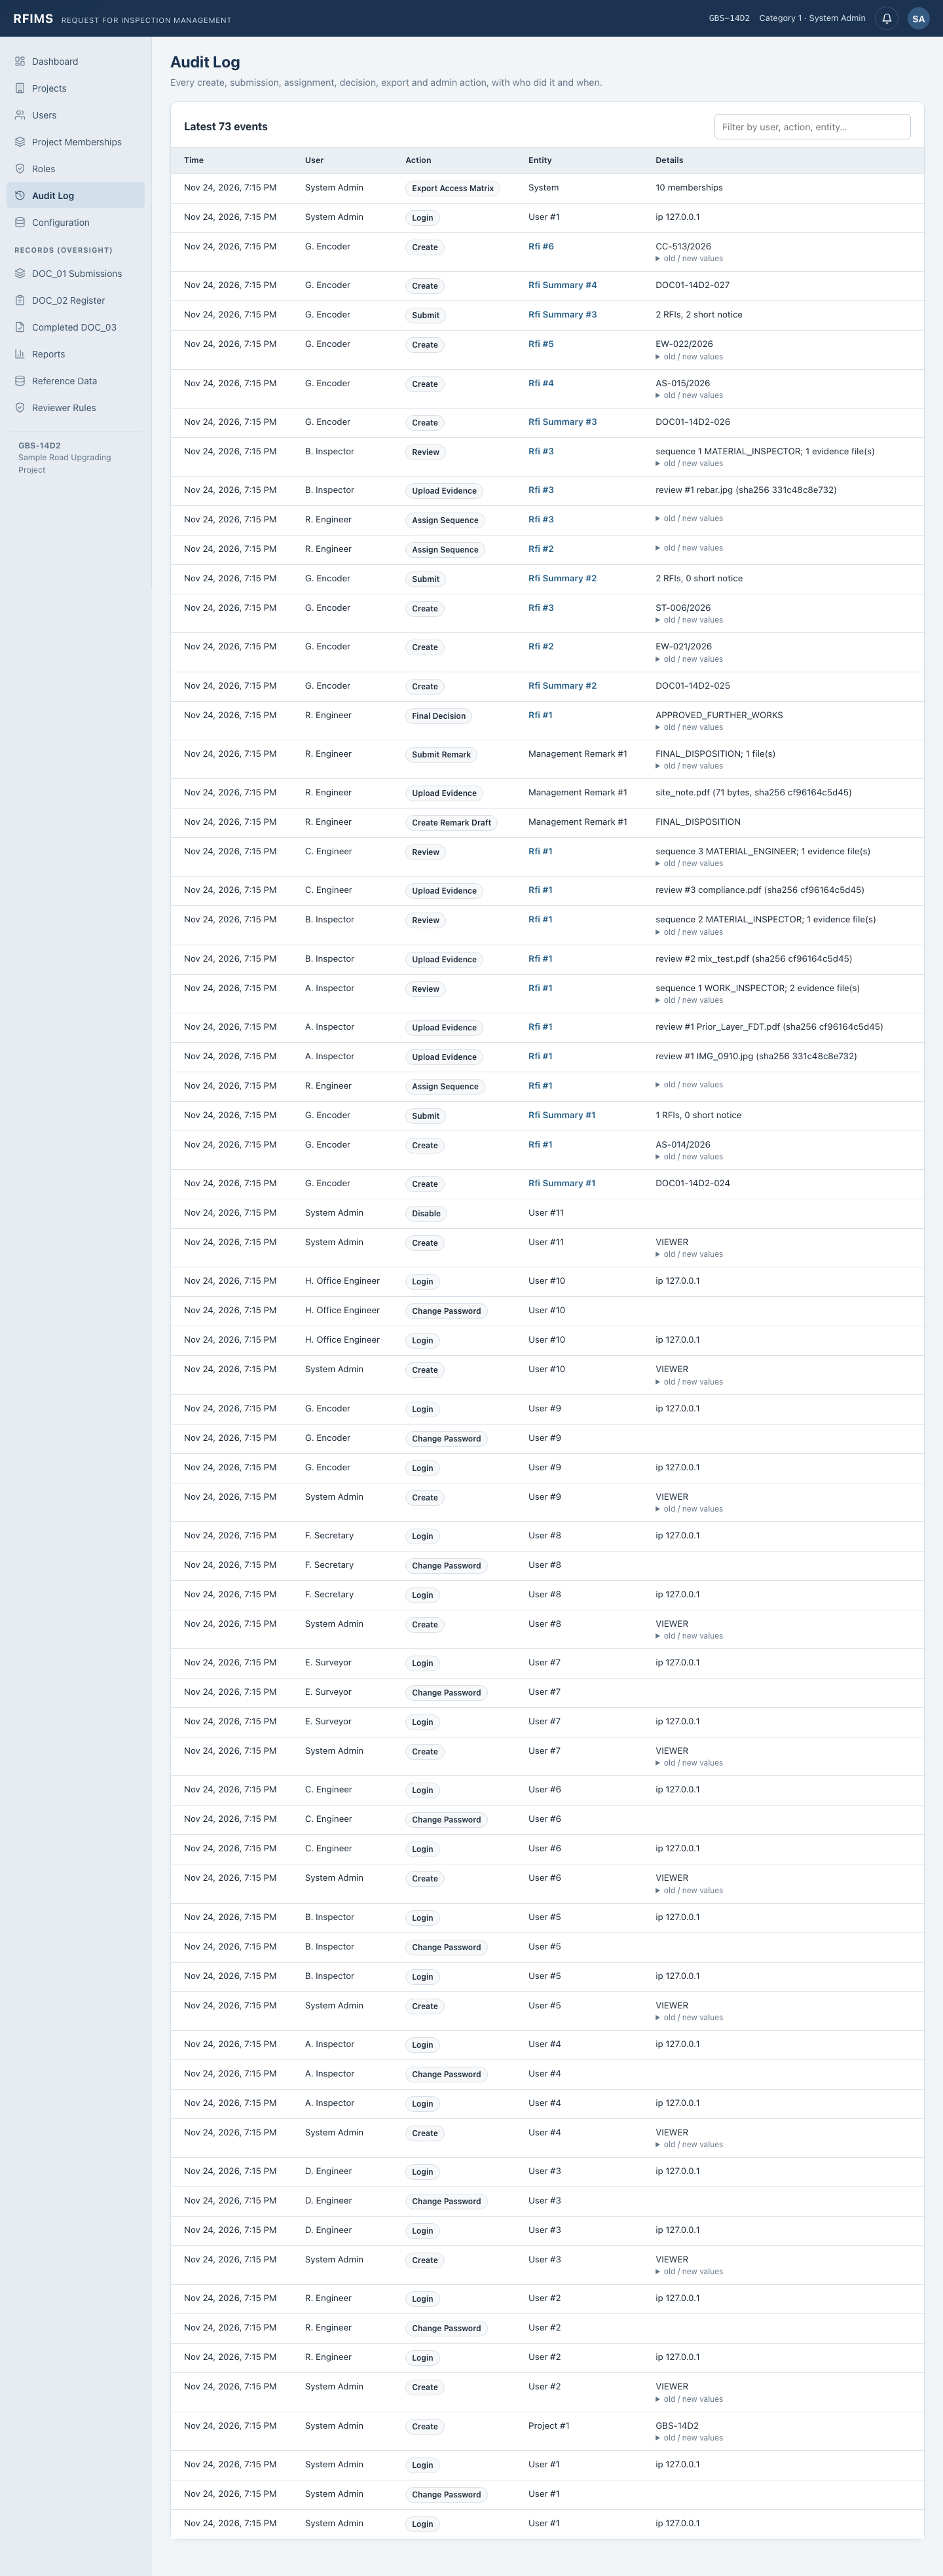 RFIMS REQUEST FOR INSPECTION MANAGEMENT
GBS-14D2 Category 1 · System Admin SA
Dashboard
Projects
Users
Project Memberships
Roles
Audit Log
Configuration
RECORDS (OVERSIGHT)
DOC_01 Submissions
DOC_02 Register
Completed DOC_03
Reports
Reference Data
Reviewer Rules
GBS-14D2
Sample Road Upgrading
Project
Audit Log
Every create, submission, assignment, decision, export and admin action, with who did it and when.
Latest 73 events
Filter by user, action, entity...
Time User Action Entity Details
Nov 24, 2026, 7:15 PM System Admin Export Access Matrix System 10 memberships
Nov 24, 2026, 7:15 PM System Admin Login User #1 ip 127.0.0.1
Nov 24, 2026, 7:15 PM G. Encoder Create Rfi #6 CC-513/2026
old / new values
Nov 24, 2026, 7:15 PM G. Encoder Create Rfi Summary #4 DOC01-14D2-027
Nov 24, 2026, 7:15 PM G. Encoder Submit Rfi Summary #3 2 RFIs, 2 short notice
Nov 24, 2026, 7:15 PM G. Encoder Create Rfi #5 EW-022/2026
old / new values
Nov 24, 2026, 7:15 PM G. Encoder Create Rfi #4 AS-015/2026
old / new values
Nov 24, 2026, 7:15 PM G. Encoder Create Rfi Summary #3 DOC01-14D2-026
Nov 24, 2026, 7:15 PM B. Inspector Review Rfi #3 sequence 1 MATERIAL_INSPECTOR; 1 evidence file(s)
old / new values
Nov 24, 2026, 7:15 PM B. Inspector Upload Evidence Rfi #3 review #1 rebar.jpg (sha256 331c48c8e732)
Nov 24, 2026, 7:15 PM R. Engineer Assign Sequence Rfi #3 old / new values
Nov 24, 2026, 7:15 PM R. Engineer Assign Sequence Rfi #2 old / new values
Nov 24, 2026, 7:15 PM G. Encoder Submit Rfi Summary #2 2 RFIs, 0 short notice
Nov 24, 2026, 7:15 PM G. Encoder Create Rfi #3 ST-006/2026
old / new values
Nov 24, 2026, 7:15 PM G. Encoder Create Rfi #2 EW-021/2026
old / new values
Nov 24, 2026, 7:15 PM G. Encoder Create Rfi Summary #2 DOC01-14D2-025
Nov 24, 2026, 7:15 PM R. Engineer Final Decision Rfi #1 APPROVED_FURTHER_WORKS
old / new values
Nov 24, 2026, 7:15 PM R. Engineer Submit Remark Management Remark #1 FINAL_DISPOSITION; 1 file(s)
old / new values
Nov 24, 2026, 7:15 PM R. Engineer Upload Evidence Management Remark #1 site_note.pdf (71 bytes, sha256 cf96164c5d45)
Nov 24, 2026, 7:15 PM R. Engineer Create Remark Draft Management Remark #1 FINAL_DISPOSITION
Nov 24, 2026, 7:15 PM C. Engineer Review Rfi #1 sequence 3 MATERIAL_ENGINEER; 1 evidence file(s)
old / new values
Nov 24, 2026, 7:15 PM C. Engineer Upload Evidence Rfi #1 review #3 compliance.pdf (sha256 cf96164c5d45)
Nov 24, 2026, 7:15 PM B. Inspector Review Rfi #1 sequence 2 MATERIAL_INSPECTOR; 1 evidence file(s)
old / new values
Nov 24, 2026, 7:15 PM B. Inspector Upload Evidence Rfi #1 review #2 mix_test.pdf (sha256 cf96164c5d45)
Nov 24, 2026, 7:15 PM A. Inspector Review Rfi #1 sequence 1 WORK_INSPECTOR; 2 evidence file(s)
old / new values
Nov 24, 2026, 7:15 PM A. Inspector Upload Evidence Rfi #1 review #1 Prior_Layer_FDT.pdf (sha256 cf96164c5d45)
Nov 24, 2026, 7:15 PM A. Inspector Upload Evidence Rfi #1 review #1 IMG_0910.jpg (sha256 331c48c8e732)
Nov 24, 2026, 7:15 PM R. Engineer Assign Sequence Rfi #1 old / new values
Nov 24, 2026, 7:15 PM G. Encoder Submit Rfi Summary #1 1 RFIs, 0 short notice
Nov 24, 2026, 7:15 PM G. Encoder Create Rfi #1 AS-014/2026
old / new values
Nov 24, 2026, 7:15 PM G. Encoder Create Rfi Summary #1 DOC01-14D2-024
Nov 24, 2026, 7:15 PM System Admin Disable User #11
Nov 24, 2026, 7:15 PM System Admin Create User #11 VIEWER
old / new values
Nov 24, 2026, 7:15 PM H. Office Engineer Login User #10 ip 127.0.0.1
Nov 24, 2026, 7:15 PM H. Office Engineer Change Password User #10
Nov 24, 2026, 7:15 PM H. Office Engineer Login User #10 ip 127.0.0.1
Nov 24, 2026, 7:15 PM System Admin Create User #10 VIEWER
old / new values
Nov 24, 2026, 7:15 PM G. Encoder Login User #9 ip 127.0.0.1
Nov 24, 2026, 7:15 PM G. Encoder Change Password User #9
Nov 24, 2026, 7:15 PM G. Encoder Login User #9 ip 127.0.0.1
Nov 24, 2026, 7:15 PM System Admin Create User #9 VIEWER
old / new values
Nov 24, 2026, 7:15 PM F. Secretary Login User #8 ip 127.0.0.1
Nov 24, 2026, 7:15 PM F. Secretary Change Password User #8
Nov 24, 2026, 7:15 PM F. Secretary Login User #8 ip 127.0.0.1
Nov 24, 2026, 7:15 PM System Admin Create User #8 VIEWER
old / new values
Nov 24, 2026, 7:15 PM E. Surveyor Login User #7 ip 127.0.0.1
Nov 24, 2026, 7:15 PM E. Surveyor Change Password User #7
Nov 24, 2026, 7:15 PM E. Surveyor Login User #7 ip 127.0.0.1
Nov 24, 2026, 7:15 PM System Admin Create User #7 VIEWER
old / new values
Nov 24, 2026, 7:15 PM C. Engineer Login User #6 ip 127.0.0.1
Nov 24, 2026, 7:15 PM C. Engineer Change Password User #6
Nov 24, 2026, 7:15 PM C. Engineer Login User #6 ip 127.0.0.1
Nov 24, 2026, 7:15 PM System Admin Create User #6 VIEWER
old / new values
Nov 24, 2026, 7:15 PM B. Inspector Login User #5 ip 127.0.0.1
Nov 24, 2026, 7:15 PM B. Inspector Change Password User #5
Nov 24, 2026, 7:15 PM B. Inspector Login User #5 ip 127.0.0.1
Nov 24, 2026, 7:15 PM System Admin Create User #5 VIEWER
old / new values
Nov 24, 2026, 7:15 PM A. Inspector Login User #4 ip 127.0.0.1
Nov 24, 2026, 7:15 PM A. Inspector Change Password User #4
Nov 24, 2026, 7:15 PM A. Inspector Login User #4 ip 127.0.0.1
Nov 24, 2026, 7:15 PM System Admin Create User #4 VIEWER
old / new values
Nov 24, 2026, 7:15 PM D. Engineer Login User #3 ip 127.0.0.1
Nov 24, 2026, 7:15 PM D. Engineer Change Password User #3
Nov 24, 2026, 7:15 PM D. Engineer Login User #3 ip 127.0.0.1
Nov 24, 2026, 7:15 PM System Admin Create User #3 VIEWER
old / new values
Nov 24, 2026, 7:15 PM R. Engineer Login User #2 ip 127.0.0.1
Nov 24, 2026, 7:15 PM R. Engineer Change Password User #2
Nov 24, 2026, 7:15 PM R. Engineer Login User #2 ip 127.0.0.1
Nov 24, 2026, 7:15 PM System Admin Create User #2 VIEWER
old / new values
Nov 24, 2026, 7:15 PM System Admin Create Project #1 GBS-14D2
old / new values
Nov 24, 2026, 7:15 PM System Admin Login User #1 ip 127.0.0.1
Nov 24, 2026, 7:15 PM System Admin Change Password User #1
Nov 24, 2026, 7:15 PM System Admin Login User #1 ip 127.0.0.1